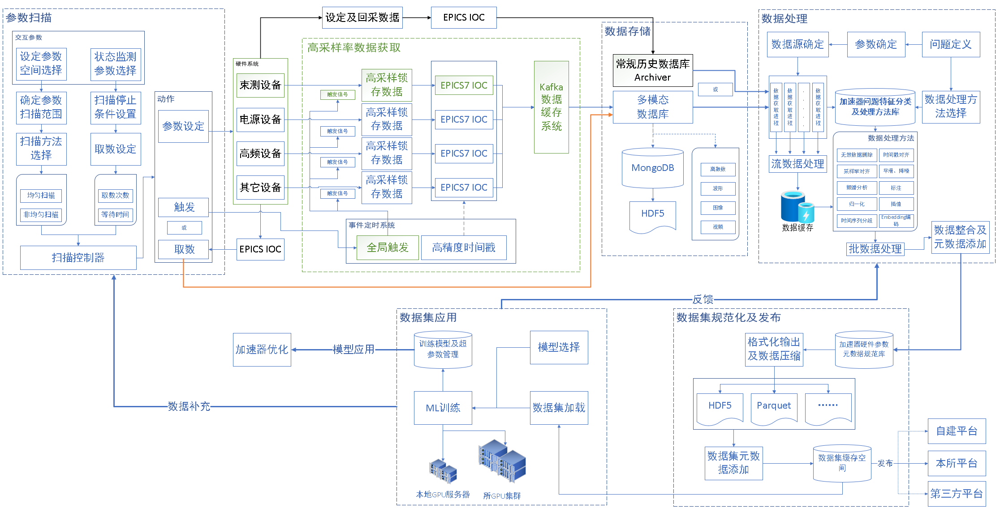 参数扫描
交互参数
设定参数
空间选择
状态监测
参数选择
确定参数
扫描范围
扫描停止
条件设置
扫描方法
选择
取数设定
均匀扫描
非均匀扫描
取数次数
等待时间
扫描控制器
动作
参数设定
触发
或
取数
设定及回采数据
EPICS IOC
硬件系统
束测设备
电源设备
高频设备
其它设备
EPICS IOC
高采样率数据获取
高采样锁
存数据
触发信号
EPICS7 IOC
高采样锁
存数据
触发信号
EPICS7 IOC
高采样锁
存数据
触发信号
EPICS7 IOC
高采样锁
存数据
触发信号
EPICS7 IOC
Kafka
数据
缓存
系统
事件定时系统
全局触发
高精度时间戳
数据存储
常规历史数据库
Archiver
或
多模态
数据库
MongoDB
HDF5
离散数
波形
图像
视频
数据处理
数据源确定
参数确定
问题定义
数据获取进程
数据获取进程
· · · ·
数据获取进程
加速器问题特征分类
及处理方法库
数据处理方
法选择
流数据处理
数据缓存
数据处理方法
无效数据删除
时间戳对齐
采样率对齐
平滑、降噪
频谱分析
标注
归一化
插值
时间序列分段
Embedding编
码
批数据处理
数据整合及
元数据添加
反馈
数据补充
数据集应用
训练模型及超
参数管理
模型选择
模型应用
加速器优化
ML训练
数据集加载
本地GPU服务器
所GPU集群
数据集规范化及发布
格式化输出
及数据压缩
加速器硬件参数
元数据规范库
HDF5
Parquet
······
数据集元数
据添加
数据集缓存空
间
发布
自建平台
本所平台
第三方平台